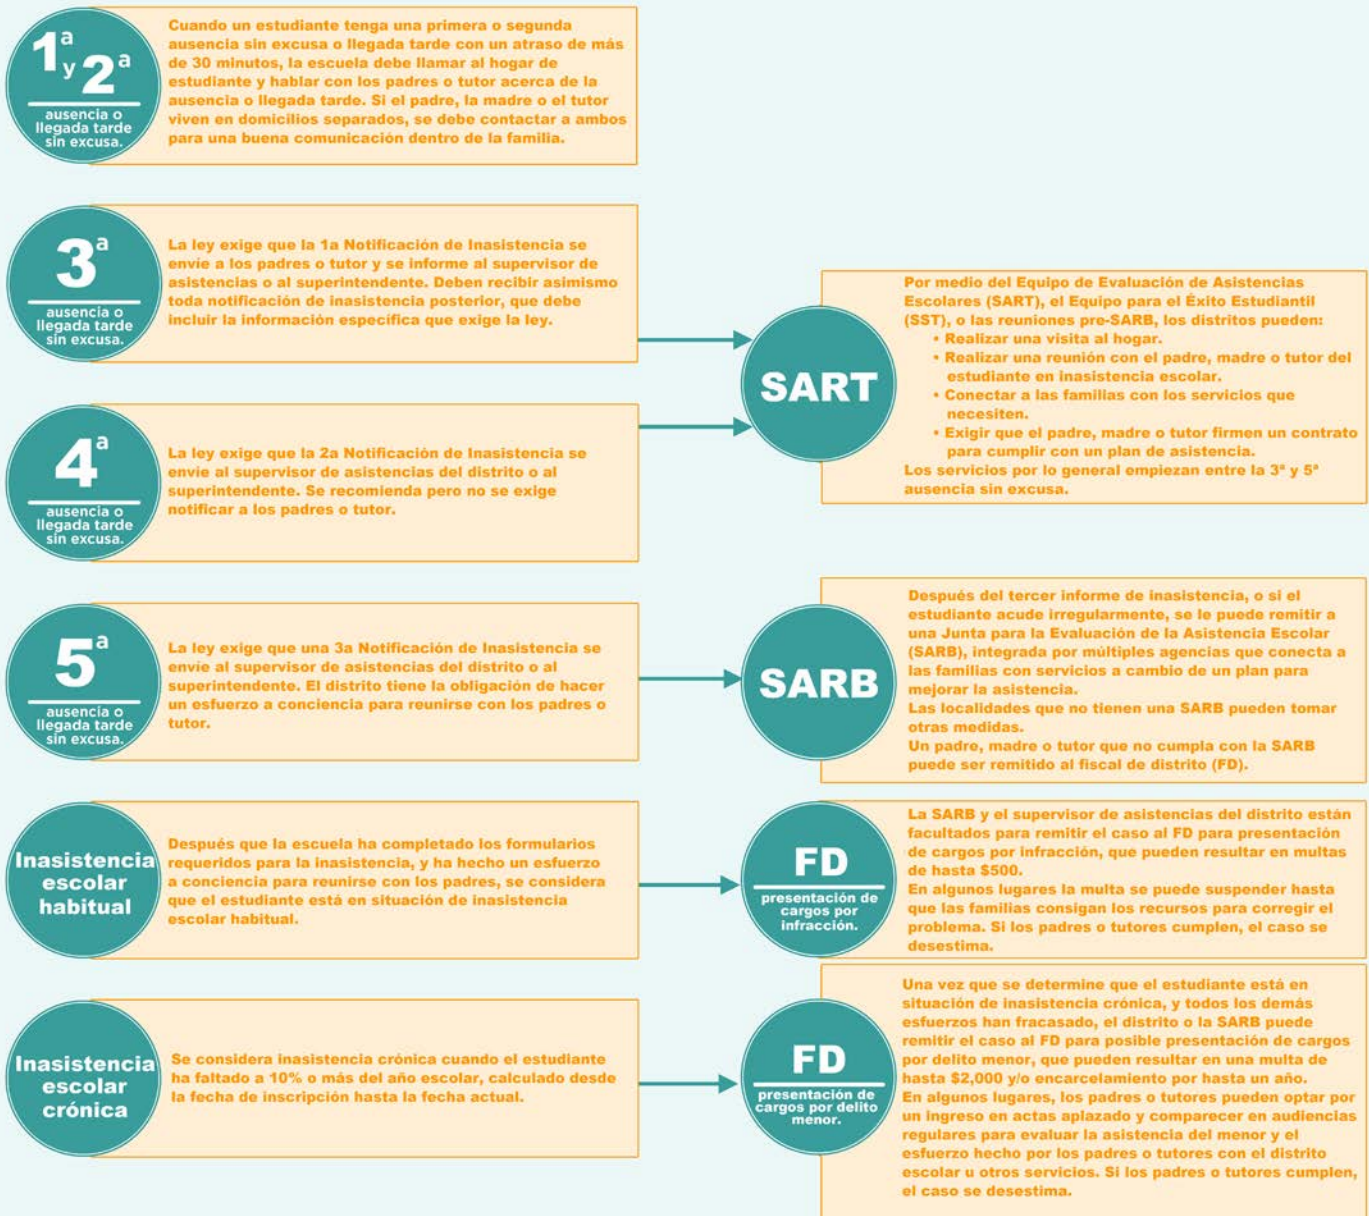 1ª y 2ª
ausencia o
llegada tarde
sin excusa.
Cuando un estudiante tenga una primera o segunda
ausencia sin excusa o llegada tarde con un atraso de más
de 30 minutos, la escuela debe llamar al hogar de
estudiante y hablar con los padres o tutor acerca de la
ausencia o llegada tarde. Si el padre, la madre o el tutor
viven en domicilios separados, se debe contactar a ambos
para una buena comunicación dentro de la familia.
3ª
ausencia o
llegada tarde
sin excusa.
La ley exige que la 1a Notificación de Inasistencia se
envíe a los padres o tutor y se informe al supervisor de
asistencias o al superintendente. Deben recibir asimismo
toda notificación de inasistencia posterior, que debe
incluir la información específica que exige la ley.
4ª
ausencia o
llegada tarde
sin excusa.
La ley exige que la 2a Notificación de Inasistencia se
envíe al supervisor de asistencias del distrito o al
superintendente. Se recomienda pero no se exige
notificar a los padres o tutor.
SART
Por medio del Equipo de Evaluación de Asistencias
Escolares (SART), el Equipo para el Éxito Estudiantil
(SST), o las reuniones pre-SARB, los distritos pueden:
• Realizar una visita al hogar.
• Realizar una reunión con el padre, madre o tutor del
estudiante en inasistencia escolar.
• Conectar a las familias con los servicios que
necesiten.
• Exigir que el padre, madre o tutor firmen un contrato
para cumplir con un plan de asistencia.
Los servicios por lo general empiezan entre la 3ª y 5ª
ausencia sin excusa.
5ª
ausencia o
llegada tarde
sin excusa.
La ley exige que una 3a Notificación de Inasistencia se
envíe al supervisor de asistencias del distrito o al
superintendente. El distrito tiene la obligación de hacer
un esfuerzo a conciencia para reunirse con los padres o
tutor.
SARB
Después del tercer informe de inasistencia, o si el
estudiante acude irregularmente, se le puede remitir a
una Junta para la Evaluación de la Asistencia Escolar
(SARB), integrada por múltiples agencias que conecta a
las familias con servicios a cambio de un plan para
mejorar la asistencia.
Las localidades que no tienen una SARB pueden tomar
otras medidas.
Un padre, madre o tutor que no cumpla con la SARB
puede ser remitido al fiscal de distrito (FD).
Inasistencia
escolar
habitual
Después que la escuela ha completado los formularios
requeridos para la inasistencia, y ha hecho un esfuerzo
a conciencia para reunirse con los padres, se considera
que el estudiante está en situación de inasistencia
escolar habitual.
FD
presentación de
cargos por
infracción.
La SARB y el supervisor de asistencias del distrito están
facultados para remitir el caso al FD para presentación
de cargos por infracción, que pueden resultar en multas
de hasta $500.
En algunos lugares la multa se puede suspender hasta
que las familias consigan los recursos para corregir el
problema. Si los padres o tutores cumplen, el caso se
desestima.
Inasistencia
escolar
crónica
Se considera inasistencia crónica cuando el estudiante
ha faltado a 10% o más del año escolar, calculado desde
la fecha de inscripción hasta la fecha actual.
FD
presentación de
cargos por delito
menor.
Una vez que se determine que el estudiante está en
situación de inasistencia crónica, y todos los demás
esfuerzos han fracasado, el distrito o la SARB puede
remitir el caso al FD para posible presentación de cargos
por delito menor, que pueden resultar en una multa de
hasta $2,000 y/o encarcelamiento por hasta un año.
En algunos lugares, los padres o tutores pueden optar por
un ingreso en actas aplazado y comparecer en audiencias
regulares para evaluar la asistencia del menor y el
esfuerzo hecho por los padres o tutores con el distrito
escolar u otros servicios. Si los padres o tutores cumplen,
el caso se desestima.